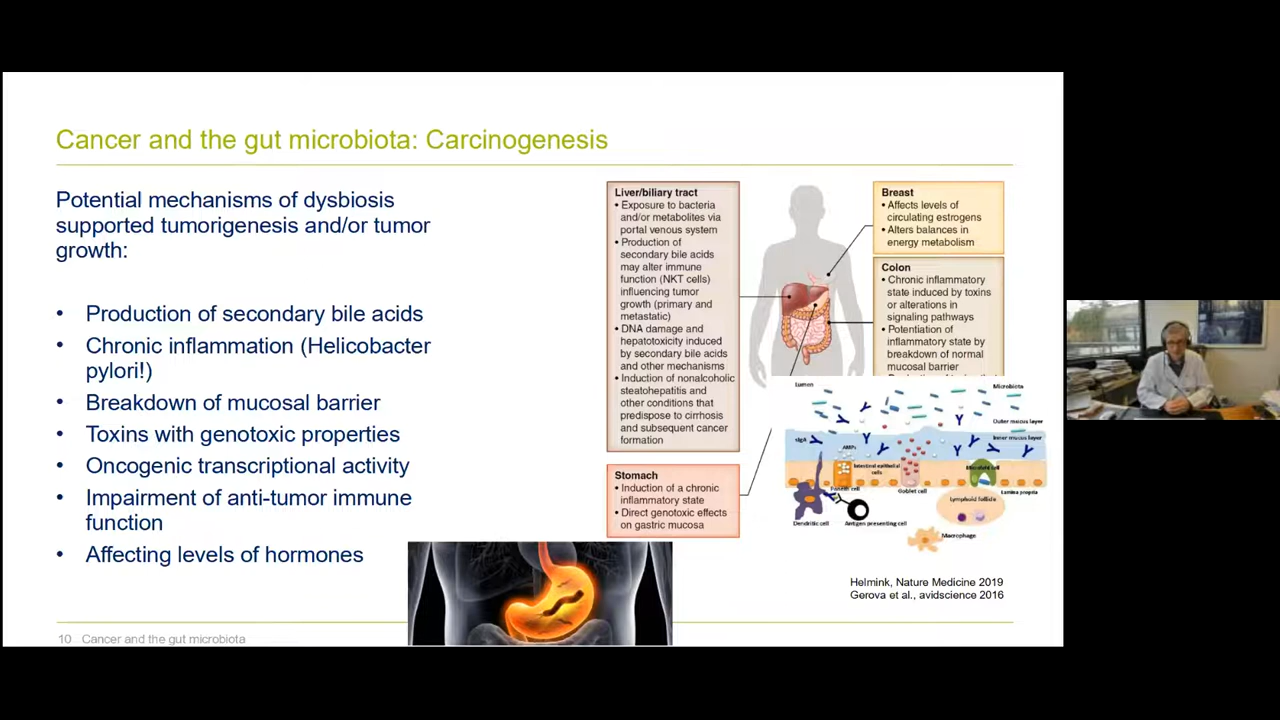 Cancer and the gut microbiota: Carcinogenesis
Potential mechanisms of dysbiosis
supported tumorigenesis and/or tumor
growth:
• Production of secondary bile acids
• Chronic inflammation (Helicobacter
pylori!)
• Breakdown of mucosal barrier
• Toxins with genotoxic properties
• Oncogenic transcriptional activity
• Impairment of anti-tumor immune
function
• Affecting levels of hormones
Liver/biliary tract
• Exposure to bacteria
and/or metabolites via
portal venous system
• Production of
secondary bile acids
may alter immune
function (NKT cells)
influencing tumor
growth (primary and
metastatic)
• DNA damage and
hepatotoxicity induced
by secondary bile acids
and other mechanisms
• Induction of nonalcoholic
steatohepatitis and
other conditions that
predispose to cirrhosis
and subsequent cancer
formation
Stomach
• Induction of a chronic
inflammatory state
• Direct genotoxic effects
on gastric mucosa
Breast
• Affects levels of
circulating estrogens
• Alters balances in
energy metabolism
Colon
• Chronic inflammatory
state induced by toxins
or alterations in
signaling pathways
• Potentiation of
inflammatory state by
breakdown of normal
mucosal barrier
Lumen
Microbiota
Outer mucus layer
sIgA
AMPs
Inner mucus layer
Intestinal epithelial
cells
Microfold cell
Paneth cell
Goblet cell
Lamina propria
Lymphoid follicle
Dendritic cell
Antigen presenting cell
Macrophage
Helmink, Nature Medicine 2019
Gerova et al., avidscience 2016
10 Cancer and the gut microbiota